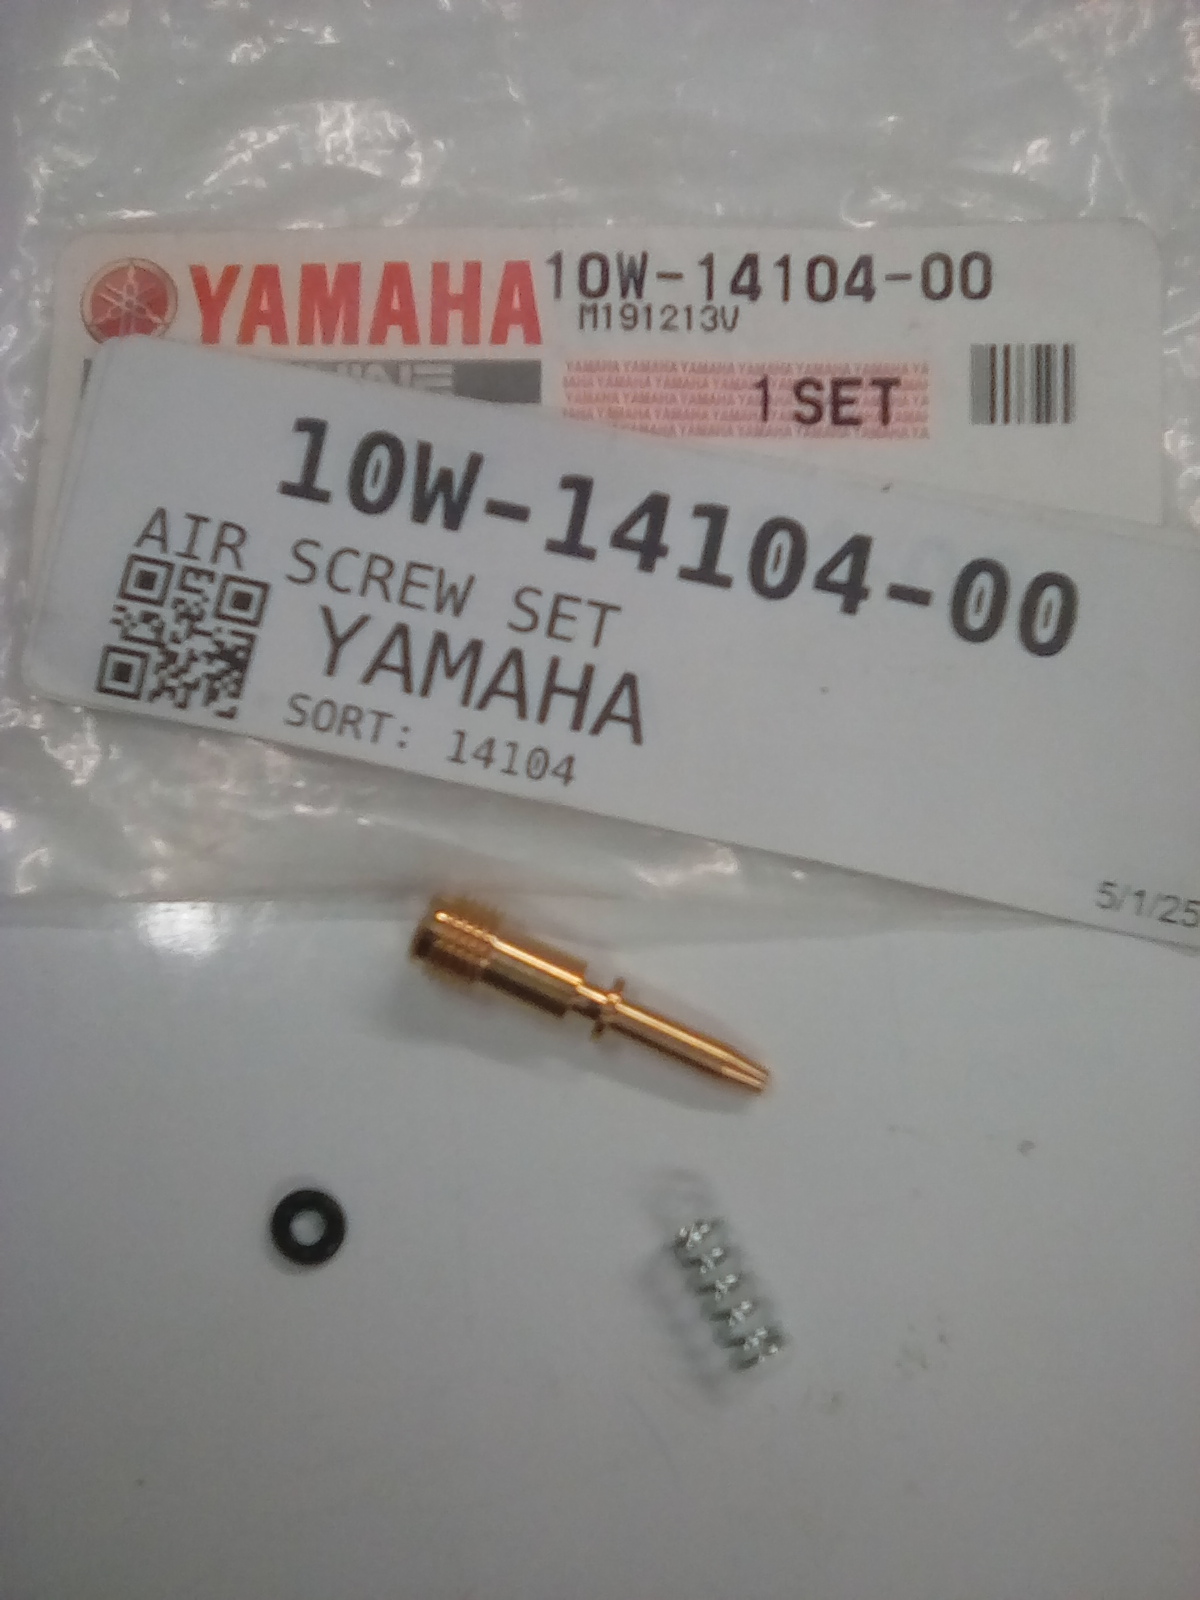 YAMAHA 10W-14104-00
M191213V
1 SET
10W-14104-00
AIR SCREW SET
YAMAHA
SORT: 14104
5/1/25